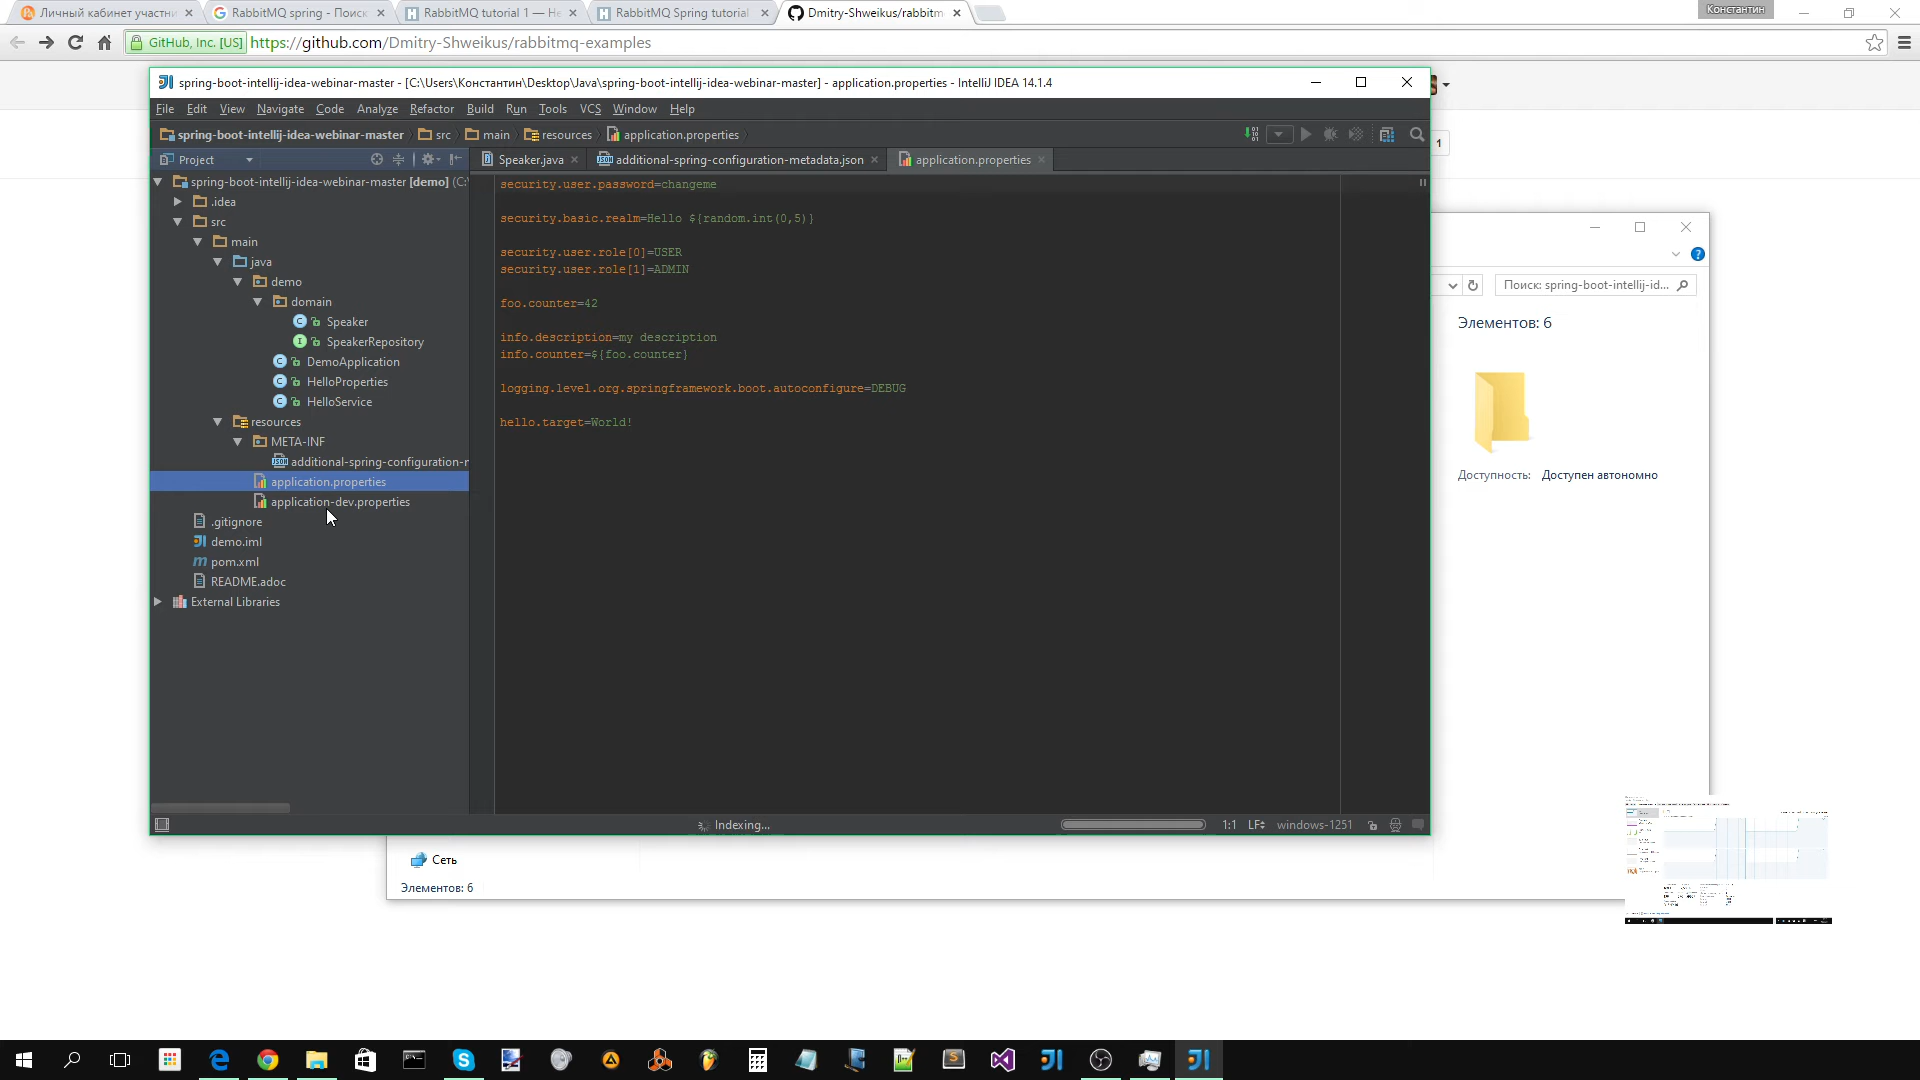 Личный кабинет участни
RabbitMQ spring - Поиск
RabbitMQ tutorial 1 — He
RabbitMQ Spring tutorial
Dmitry-Shweikus/rabbitm
Константин
GitHub, Inc. [US]
https://github.com/Dmitry-Shweikus/rabbitmq-examples
spring-boot-intellij-idea-webinar-master - [C:\Users\Константин\Desktop\Java\spring-boot-intellij-idea-webinar-master] - application.properties - IntelliJ IDEA 14.1.4
File Edit View Navigate Code Analyze Refactor Build Run Tools VCS Window Help
spring-boot-intellij-idea-webinar-master src main resources application.properties
1
Project
Speaker.java
additional-spring-configuration-metadata.json
application.properties
spring-boot-intellij-idea-webinar-master [demo] (C:\
.idea
src
main
java
demo
domain
Speaker
SpeakerRepository
DemoApplication
HelloProperties
HelloService
resources
META-INF
additional-spring-configuration-m
application.properties
application-dev.properties
.gitignore
demo.iml
pom.xml
README.adoc
External Libraries
security.user.password=changeme
security.basic.realm=Hello ${random.int(0,5)}
security.user.role[0]=USER
security.user.role[1]=ADMIN
foo.counter=42
info.description=my description
info.counter=${foo.counter}
logging.level.org.springframework.boot.autoconfigure=DEBUG
hello.target=World!
Indexing...
1:1 LF windows-1251
Поиск: spring-boot-intellij-id...
Элементов: 6
Доступность: Доступен автономно
Сеть
Элементов: 6